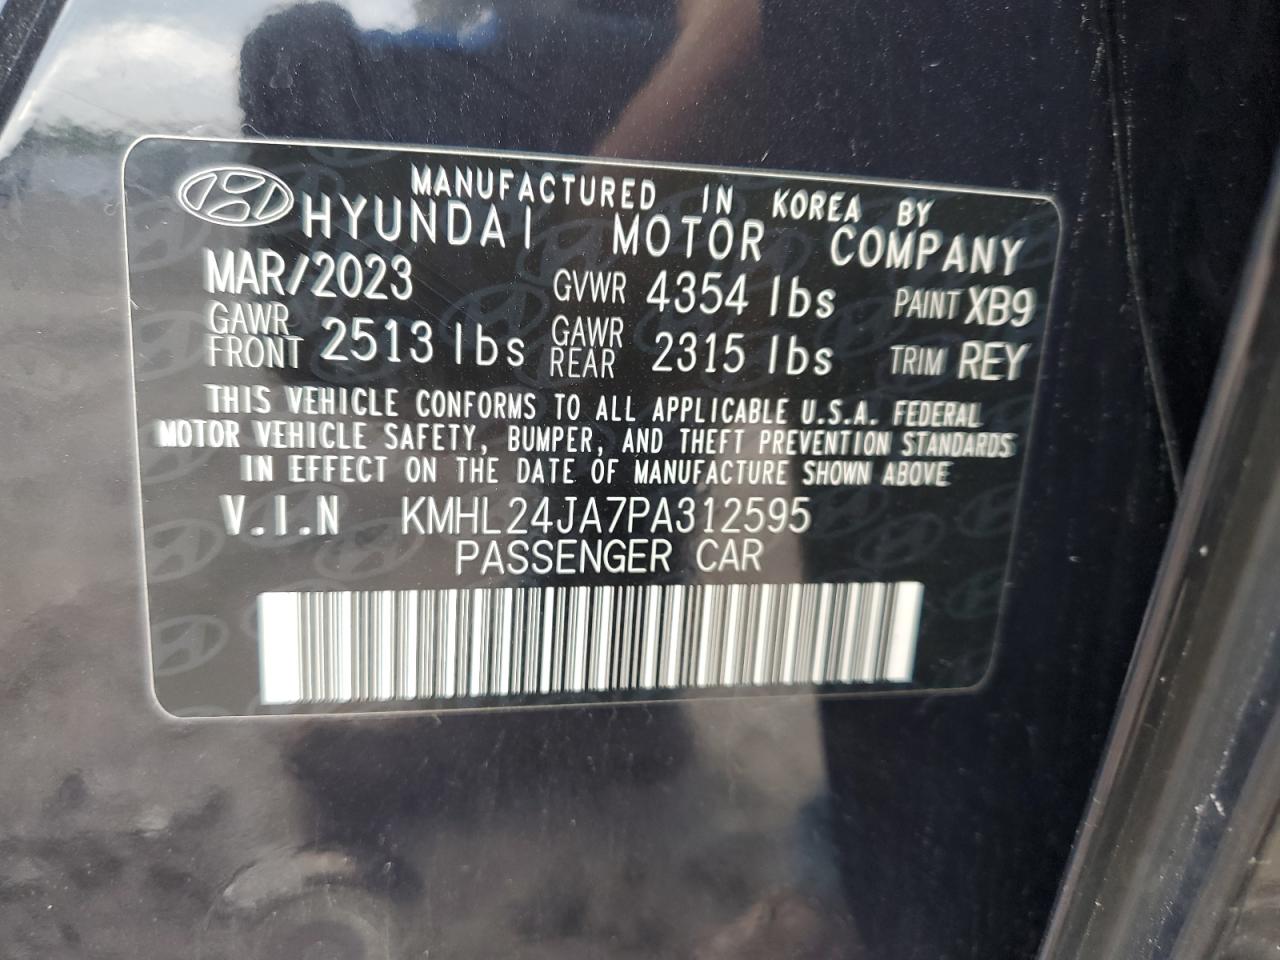 MANUFACTURED IN KOREA BY
HYUNDAI MOTOR COMPANY
MAR/2023 GVWR 4354 lbs PAINT XB9
GAWR FRONT 2513 lbs GAWR REAR 2315 lbs TRIM REY
THIS VEHICLE CONFORMS TO ALL APPLICABLE U.S.A. FEDERAL
MOTOR VEHICLE SAFETY, BUMPER, AND THEFT PREVENTION STANDARDS
IN EFFECT ON THE DATE OF MANUFACTURE SHOWN ABOVE
V.I.N KMHL24JA7PA312595
PASSENGER CAR